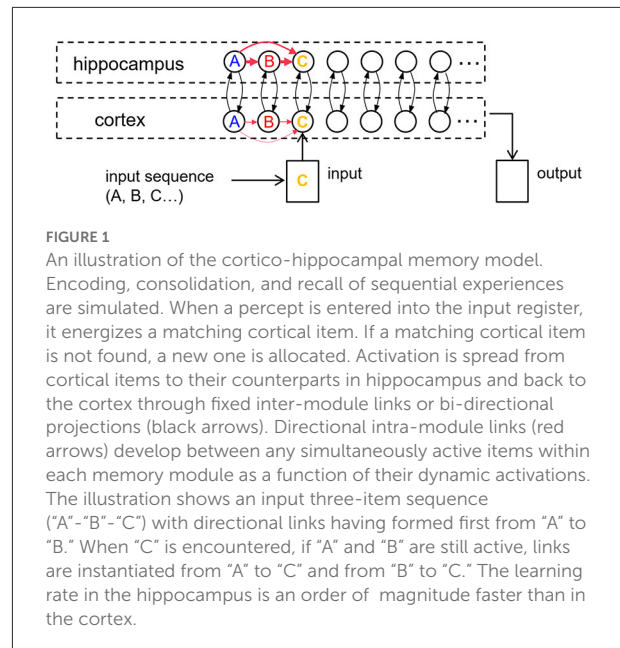 hippocampus A B C ...
cortex A B C ...
input sequence
(A, B, C...)
C
input
output
FIGURE 1
An illustration of the cortico-hippocampal memory model.
Encoding, consolidation, and recall of sequential experiences
are simulated. When a percept is entered into the input register,
it energizes a matching cortical item. If a matching cortical item
is not found, a new one is allocated. Activation is spread from
cortical items to their counterparts in hippocampus and back to
the cortex through fixed inter-module links or bi-directional
projections (black arrows). Directional intra-module links (red
arrows) develop between any simultaneously active items within
each memory module as a function of their dynamic activations.
The illustration shows an input three-item sequence
(“A”-“B”-“C”) with directional links having formed first from “A” to
“B.” When “C” is encountered, if “A” and “B” are still active, links
are instantiated from “A” to “C” and from “B” to “C.” The learning
rate in the hippocampus is an order of magnitude faster than in
the cortex.